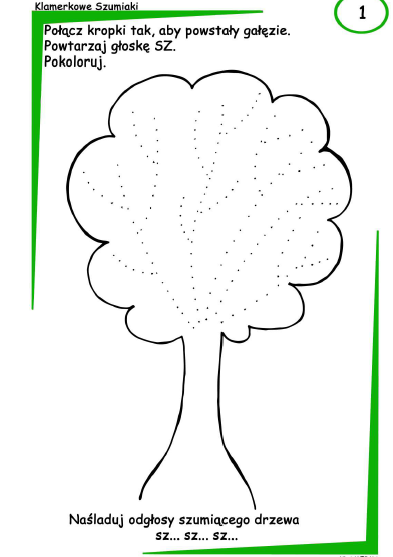 Klamerkowe Szumiaki
1
Połącz kropki tak, aby powstały gałęzie.
Powtarzaj głoskę SZ.
Pokoloruj.
Naśladuj odgłosy szumiącego drzewa
sz... sz... sz...